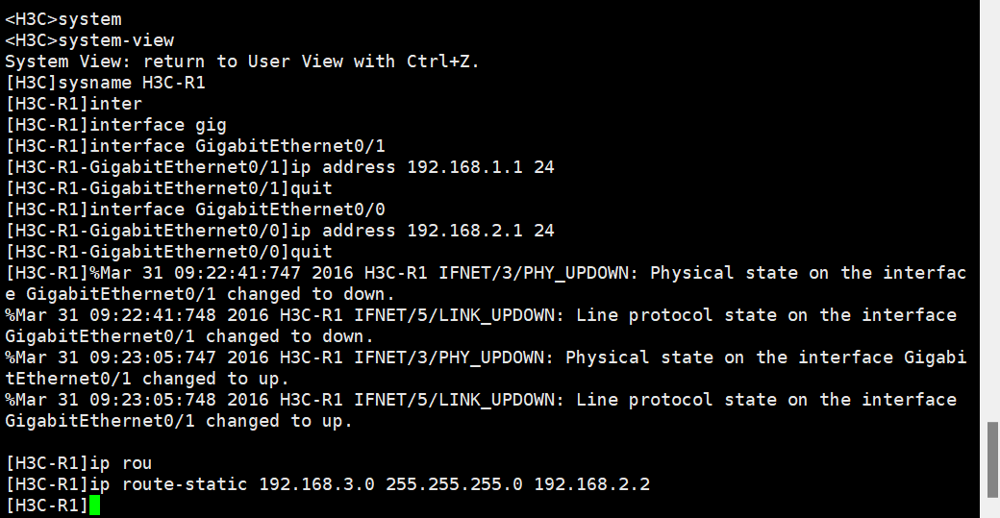 <H3C>system
<H3C>system-view
System View: return to User View with Ctrl+Z.
[H3C]sysname H3C-R1
[H3C-R1]inter
[H3C-R1]interface gig
[H3C-R1]interface GigabitEthernet0/1
[H3C-R1-GigabitEthernet0/1]ip address 192.168.1.1 24
[H3C-R1-GigabitEthernet0/1]quit
[H3C-R1]interface GigabitEthernet0/0
[H3C-R1-GigabitEthernet0/0]ip address 192.168.2.1 24
[H3C-R1-GigabitEthernet0/0]quit
[H3C-R1]%Mar 31 09:22:41:747 2016 H3C-R1 IFNET/3/PHY_UPDOWN: Physical state on the interfac
e GigabitEthernet0/1 changed to down.
%Mar 31 09:22:41:748 2016 H3C-R1 IFNET/5/LINK_UPDOWN: Line protocol state on the interface
GigabitEthernet0/1 changed to down.
%Mar 31 09:23:05:747 2016 H3C-R1 IFNET/3/PHY_UPDOWN: Physical state on the interface Gigabi
tEthernet0/1 changed to up.
%Mar 31 09:23:05:748 2016 H3C-R1 IFNET/5/LINK_UPDOWN: Line protocol state on the interface
GigabitEthernet0/1 changed to up.
[H3C-R1]ip rou
[H3C-R1]ip route-static 192.168.3.0 255.255.255.0 192.168.2.2
[H3C-R1]